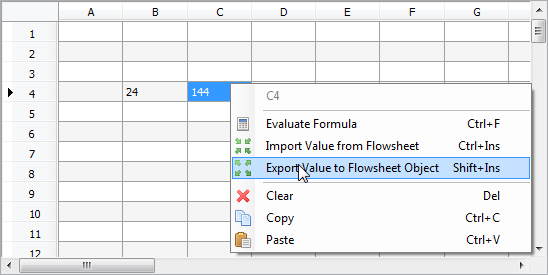 A B C D E F G
1
2
3
4 24 144
5
6
7
8
9
10
11
12
C4
Evaluate Formula Ctrl+F
Import Value from Flowsheet Ctrl+Ins
Export Value to Flowsheet Object Shift+Ins
Clear Del
Copy Ctrl+C
Paste Ctrl+V